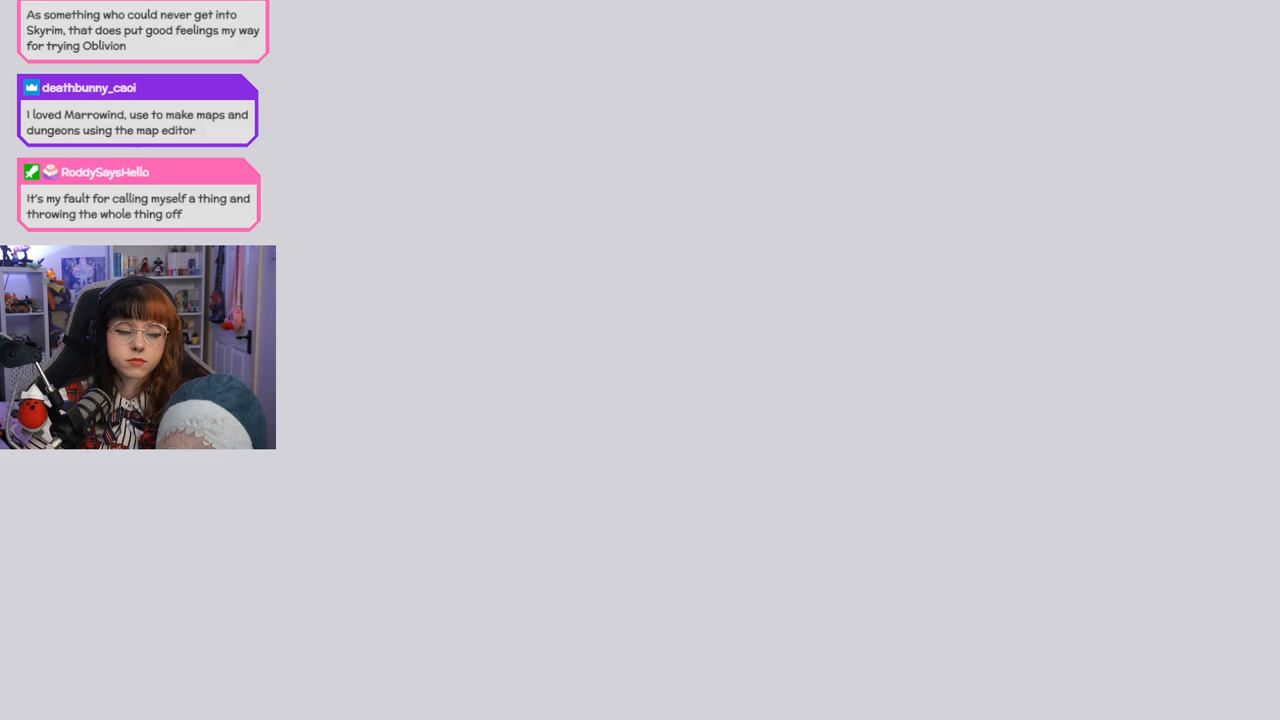 As something who could never get into
Skyrim, that does put good feelings my way
for trying Oblivion
deathbunny_caoi
I loved Marrowind, use to make maps and
dungeons using the map editor
RoddySaysHello
It's my fault for calling myself a thing and
throwing the whole thing off